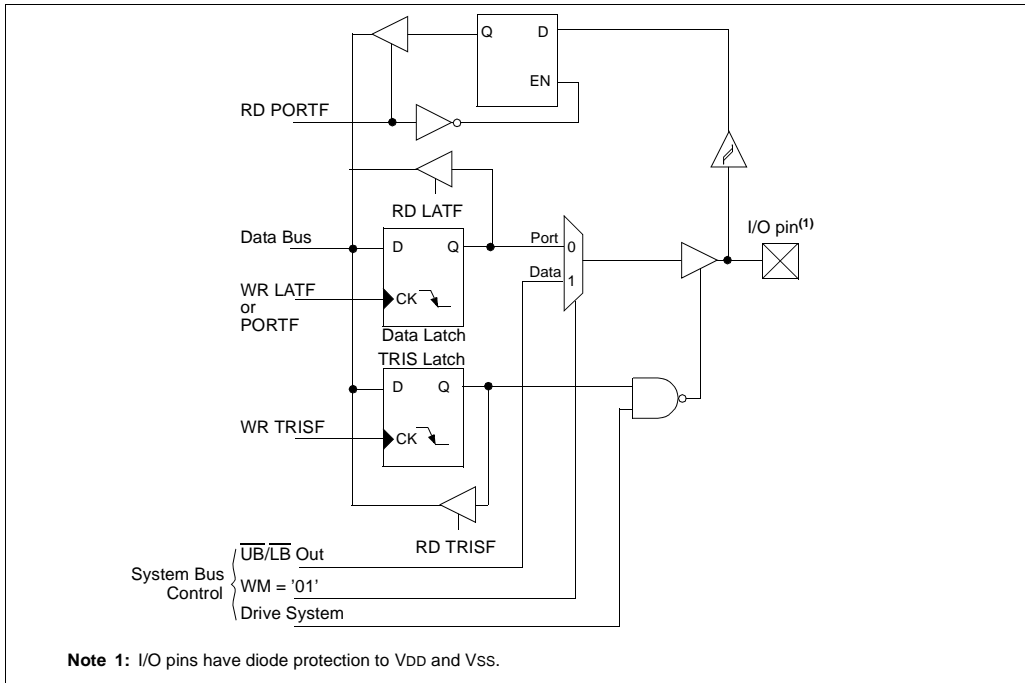 Q D
EN
RD PORTF
RD LATF
I/O pin(1)
Data Bus
D Q
Port 0
Data 1
WR LATF
or
PORTF
CK
Data Latch
TRIS Latch
D Q
WR TRISF
CK
RD TRISF
System Bus
Control
U̅B̅/L̅B̅ Out
WM = '01'
Drive System
Note 1: I/O pins have diode protection to VDD and VSS.